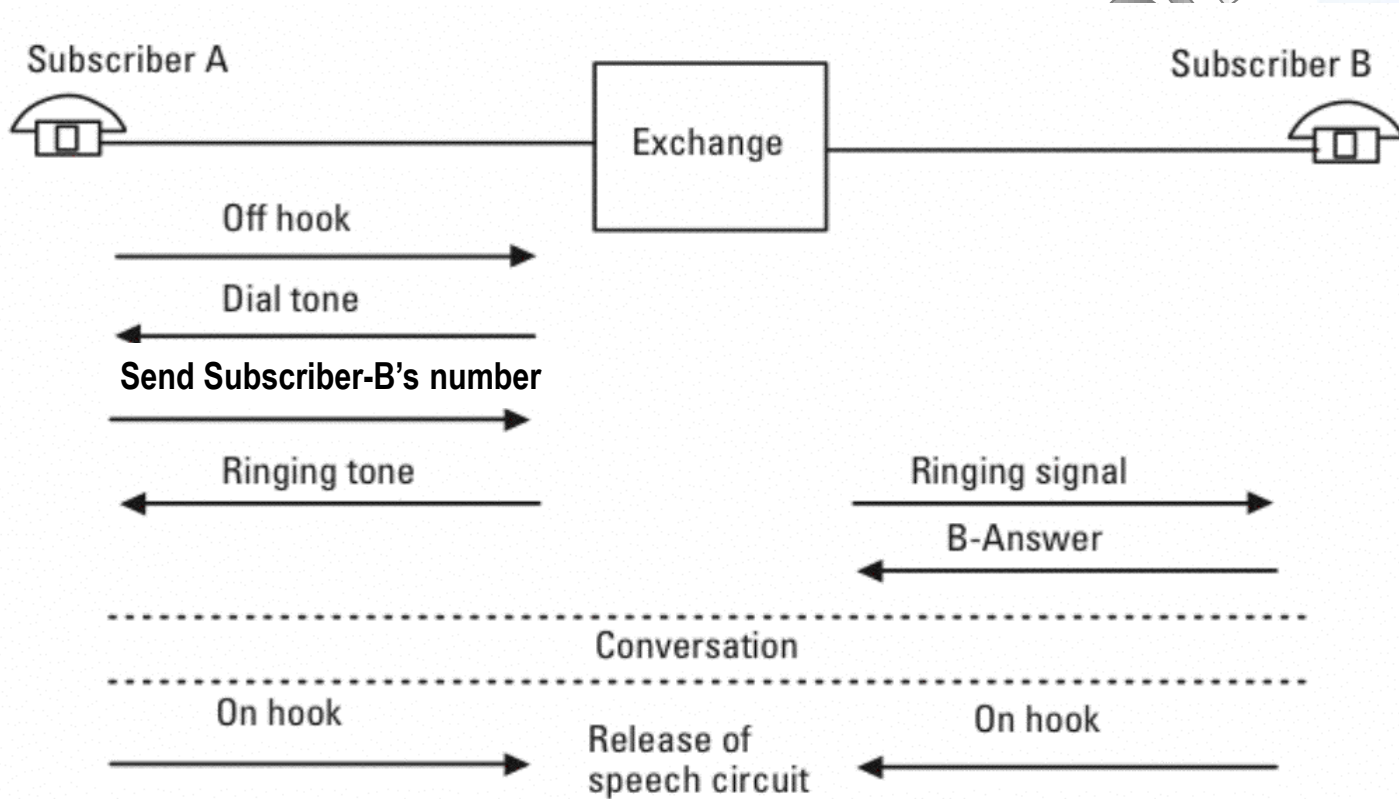 Subscriber A
Subscriber B
Exchange
Off hook
Dial tone
Send Subscriber-B’s number
Ringing tone
Ringing signal
B-Answer
Conversation
On hook
On hook
Release of
speech circuit